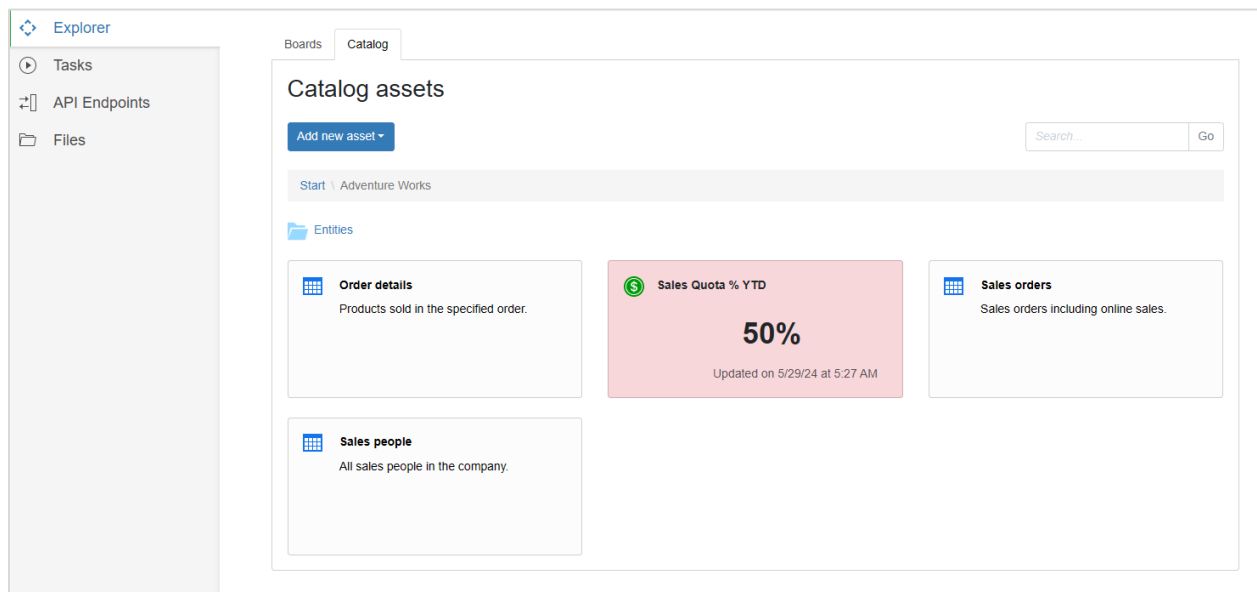 Explorer
Tasks
API Endpoints
Files
Boards Catalog
Catalog assets
Add new asset
Search... Go
Start \ Adventure Works
Entities
Order details
Products sold in the specified order.
Sales Quota % YTD
50%
Updated on 5/29/24 at 5:27 AM
Sales orders
Sales orders including online sales.
Sales people
All sales people in the company.